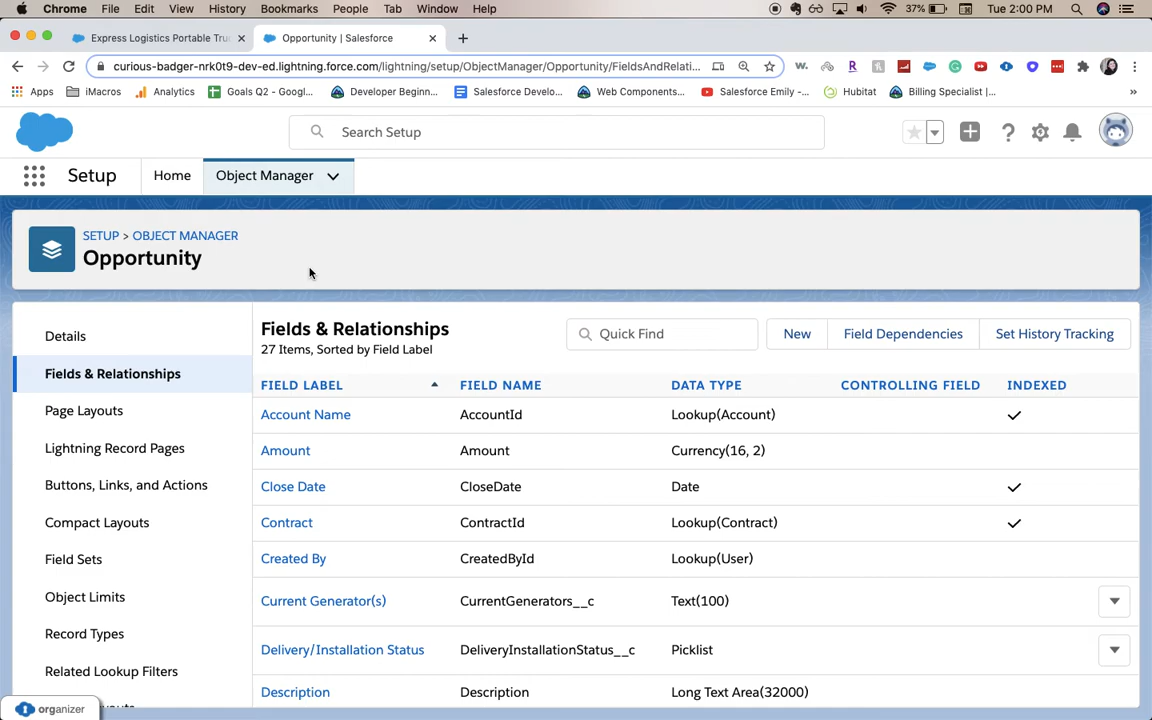 Chrome File Edit View History Bookmarks People Tab Window Help 37% Tue 2:00 PM
Express Logistics Portable Tru Opportunity | Salesforce
curious-badger-nrk0t9-dev-ed.lightning.force.com/lightning/setup/ObjectManager/Opportunity/FieldsAndRelati...
Apps iMacros Analytics Goals Q2 - Googl... Developer Beginn... Salesforce Develo... Web Components... Salesforce Emily -... Hubitat Billing Specialist |... »
Search Setup
Setup Home Object Manager
SETUP > OBJECT MANAGER
Opportunity
Details
Fields & Relationships
Page Layouts
Lightning Record Pages
Buttons, Links, and Actions
Compact Layouts
Field Sets
Object Limits
Record Types
Related Lookup Filters
organizer
Fields & Relationships
27 Items, Sorted by Field Label
Quick Find New Field Dependencies Set History Tracking
FIELD LABEL FIELD NAME DATA TYPE CONTROLLING FIELD INDEXED
Account Name AccountId Lookup(Account)
Amount Amount Currency(16, 2)
Close Date CloseDate Date
Contract ContractId Lookup(Contract)
Created By CreatedById Lookup(User)
Current Generator(s) CurrentGenerators__c Text(100)
Delivery/Installation Status DeliveryInstallationStatus__c Picklist
Description Description Long Text Area(32000)